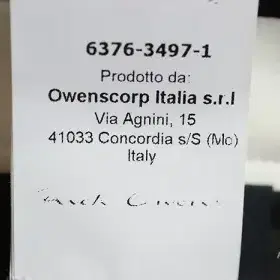 6376-3497-1
Prodotto da:
Owenscorp Italia s.r.l
Via Agnini, 15
41033 Concordia s/S (Mo)
Italy